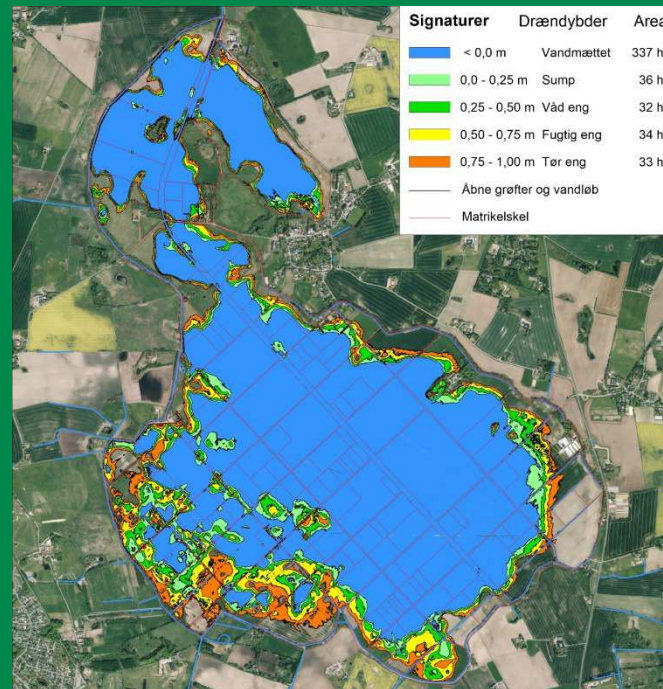 Signaturer Drændybder Area
< 0,0 m Vandmættet 337 h
0,0 - 0,25 m Sump 36 h
0,25 - 0,50 m Våd eng 32 h
0,50 - 0,75 m Fugtig eng 34 h
0,75 - 1,00 m Tør eng 33 h
Åbne grøfter og vandløb
Matrikelskel